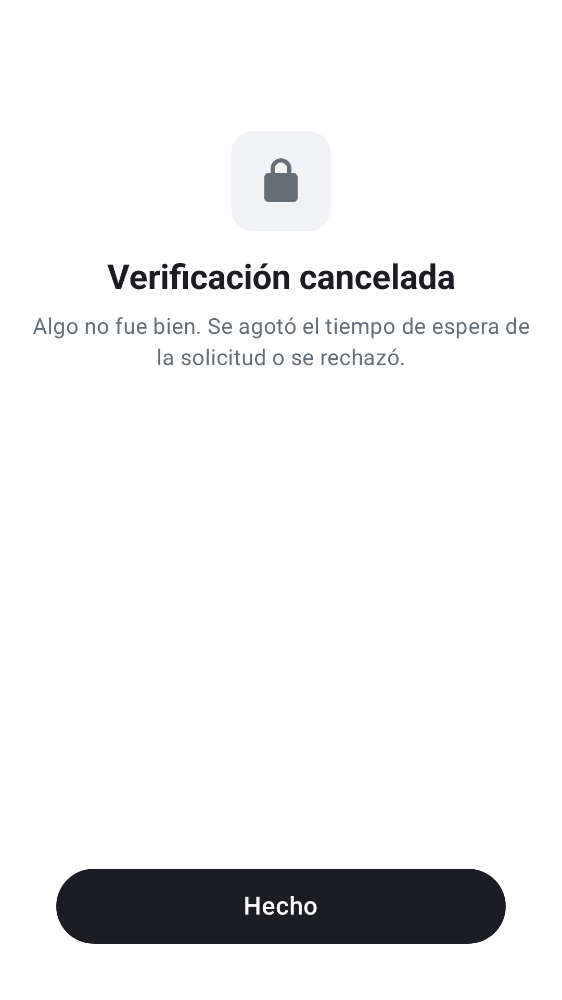 Verificación cancelada
Algo no fue bien. Se agotó el tiempo de espera de
la solicitud o se rechazó.
Hecho